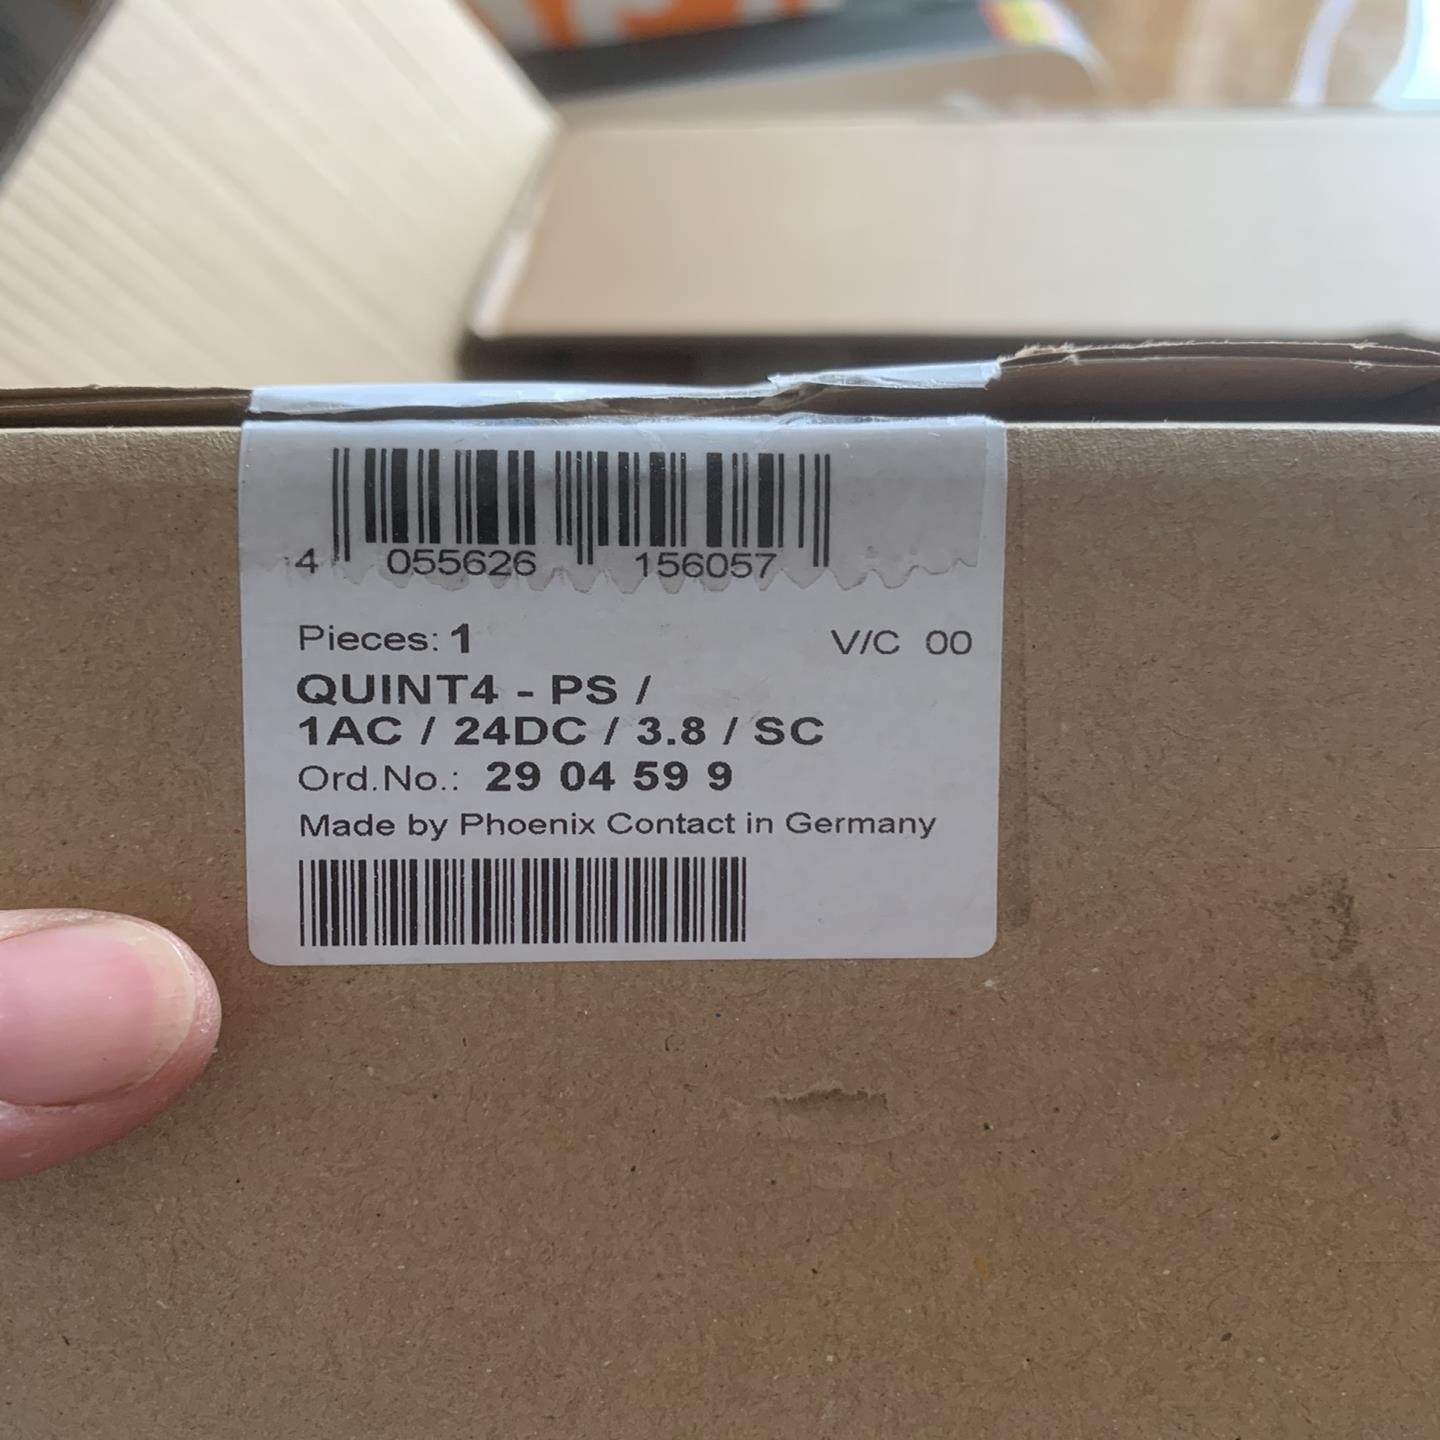 4 055626 156057
Pieces: 1 V/C 00
QUINT4 - PS /
1AC / 24DC / 3.8 / SC
Ord.No.: 29 04 59 9
Made by Phoenix Contact in Germany